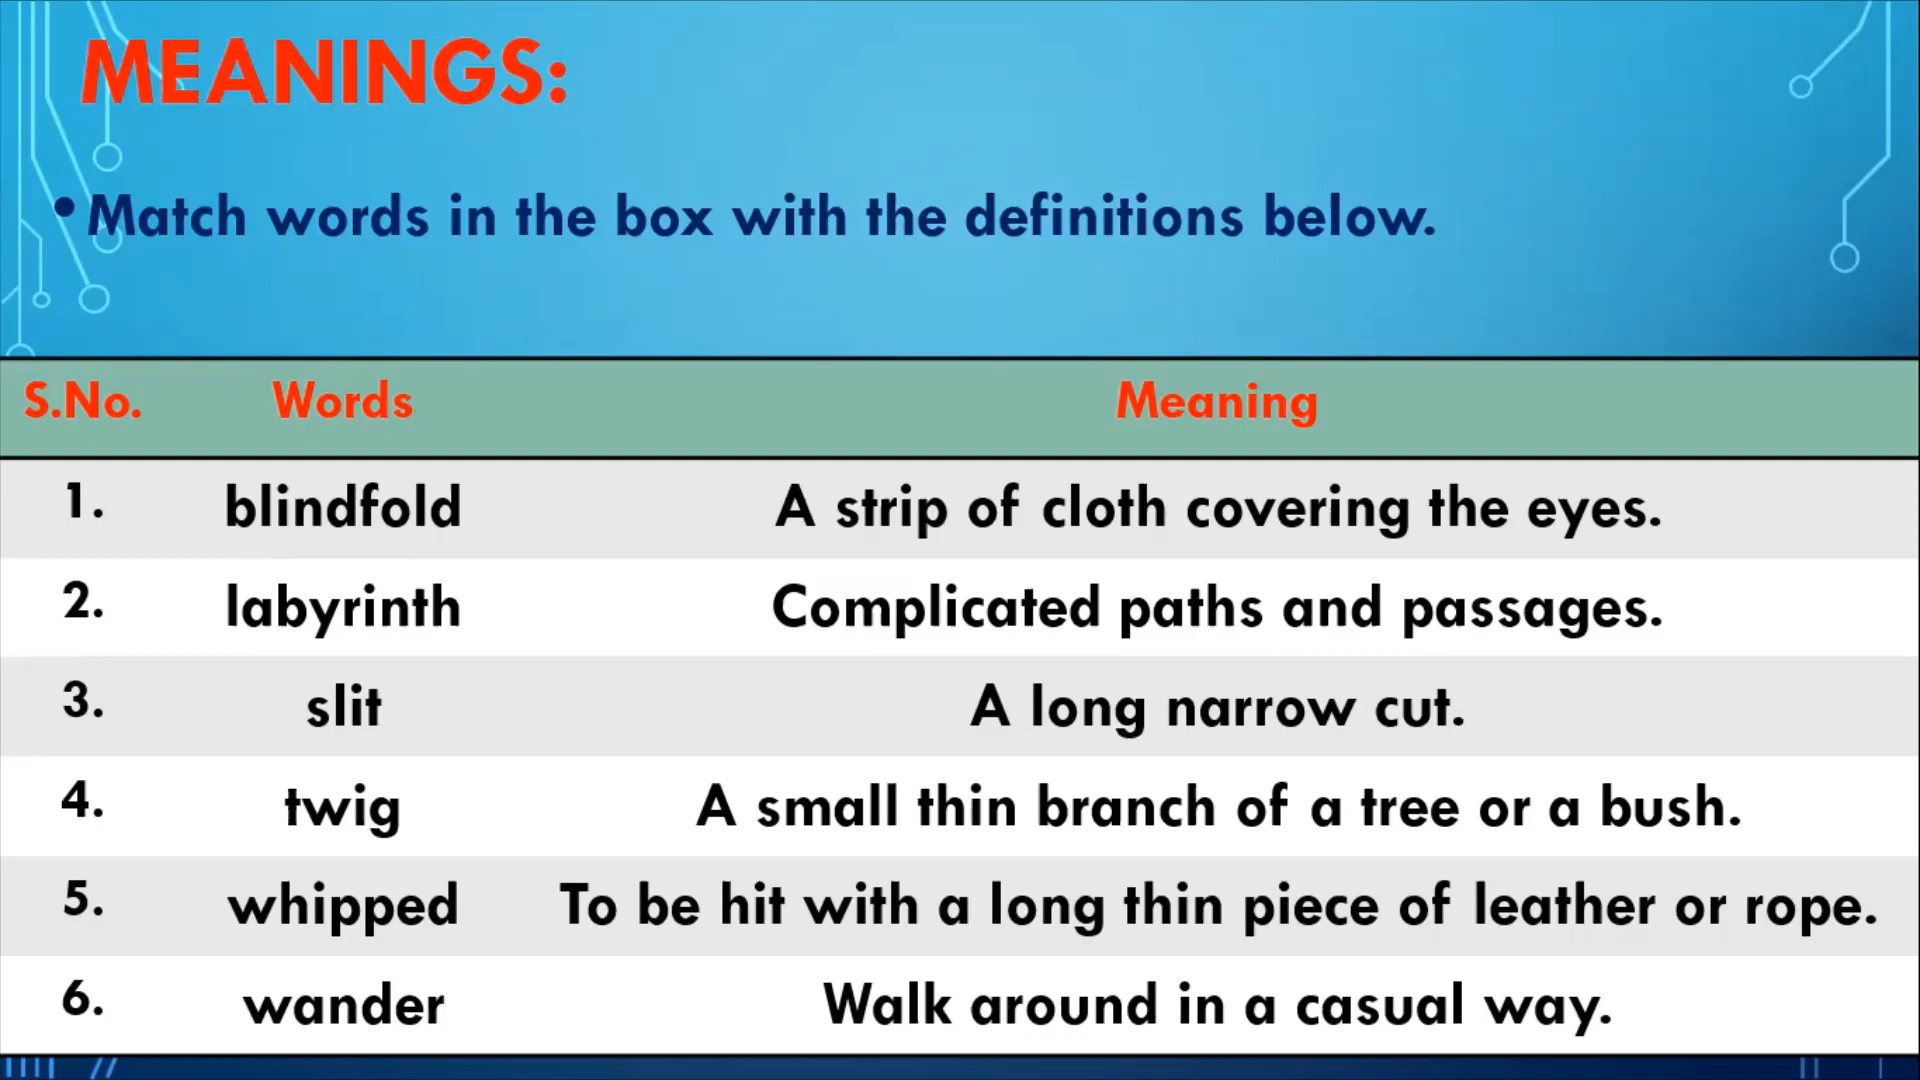 MEANINGS:
•Match words in the box with the definitions below.
S.No. Words Meaning
1. blindfold A strip of cloth covering the eyes.
2. labyrinth Complicated paths and passages.
3. slit A long narrow cut.
4. twig A small thin branch of a tree or a bush.
5. whipped To be hit with a long thin piece of leather or rope.
6. wander Walk around in a casual way.